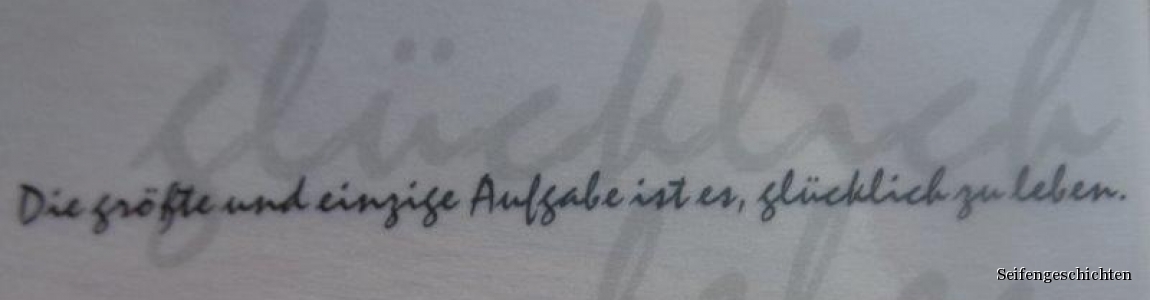 glücklich
Die größte und einzige Aufgabe ist es, glücklich zu leben.
Seifengeschichten